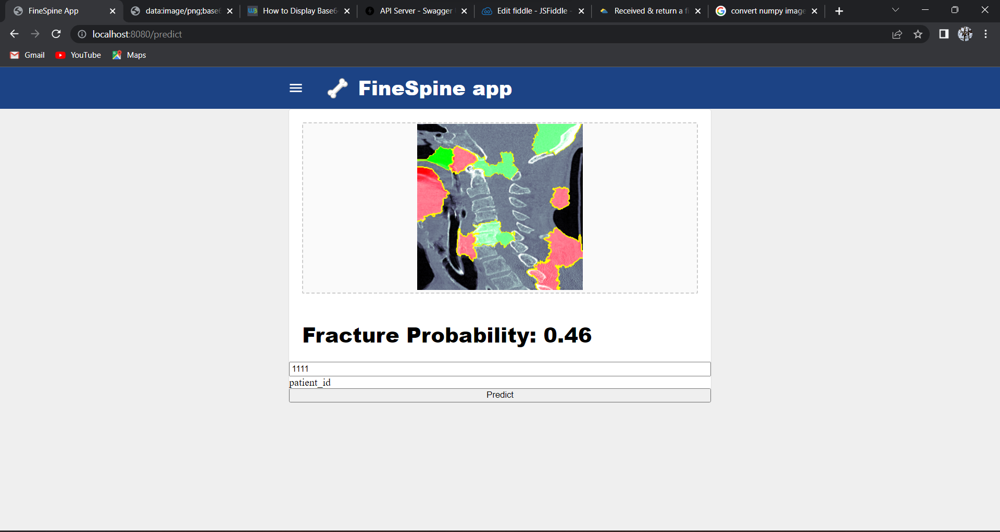 FineSpine App
data:image/png;base6
How to Display Base6
API Server - Swagger
Edit fiddle - JSFiddle -
Received & return a fi
convert numpy image
localhost:8080/predict
Gmail
YouTube
Maps
FineSpine app
Fracture Probability: 0.46
1111
patient_id
Predict